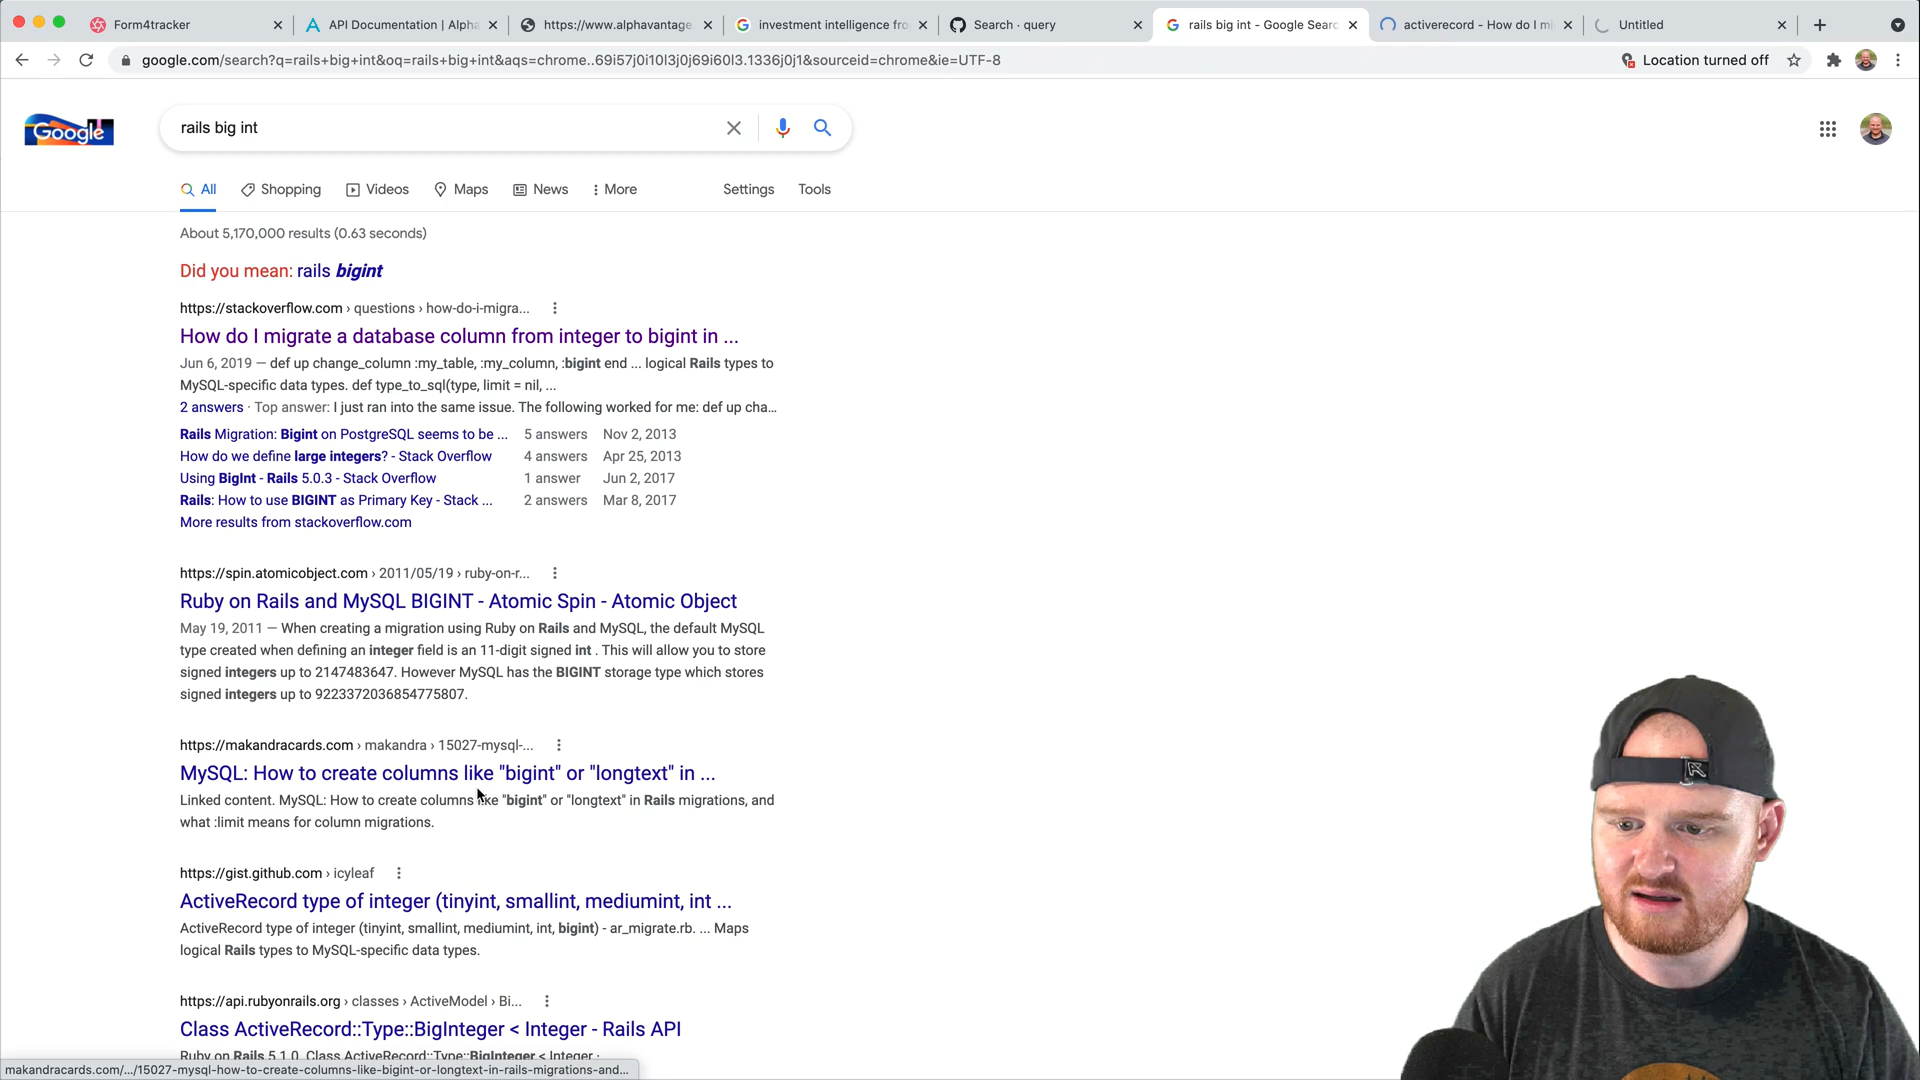 Form4tracker
API Documentation | Alpha
https://www.alphavantage
investment intelligence fro
Search · query
rails big int - Google Searc
activerecord - How do I mi
Untitled
google.com/search?q=rails+big+int&oq=rails+big+int&aqs=chrome..69i57j0i10l3j0j69i60l3.1336j0j1&sourceid=chrome&ie=UTF-8
Location turned off
Google
rails big int
All
Shopping
Videos
Maps
News
More
Settings
Tools
About 5,170,000 results (0.63 seconds)
Did you mean: rails bigint
https://stackoverflow.com › questions › how-do-i-migra...
How do I migrate a database column from integer to bigint in ...
Jun 6, 2019 — def up change_column :my_table, :my_column, :bigint end ... logical Rails types to
MySQL-specific data types. def type_to_sql(type, limit = nil, ...
2 answers · Top answer: I just ran into the same issue. The following worked for me: def up cha...
Rails Migration: Bigint on PostgreSQL seems to be ... 5 answers Nov 2, 2013
How do we define large integers? - Stack Overflow 4 answers Apr 25, 2013
Using BigInt - Rails 5.0.3 - Stack Overflow 1 answer Jun 2, 2017
Rails: How to use BIGINT as Primary Key - Stack ... 2 answers Mar 8, 2017
More results from stackoverflow.com
https://spin.atomicobject.com › 2011/05/19 › ruby-on-r...
Ruby on Rails and MySQL BIGINT - Atomic Spin - Atomic Object
May 19, 2011 — When creating a migration using Ruby on Rails and MySQL, the default MySQL
type created when defining an integer field is an 11-digit signed int . This will allow you to store
signed integers up to 2147483647. However MySQL has the BIGINT storage type which stores
signed integers up to 9223372036854775807.
https://makandracards.com › makandra › 15027-mysql-...
MySQL: How to create columns like "bigint" or "longtext" in ...
Linked content. MySQL: How to create columns like "bigint" or "longtext" in Rails migrations, and
what :limit means for column migrations.
https://gist.github.com › icyleaf
ActiveRecord type of integer (tinyint, smallint, mediumint, int ...
ActiveRecord type of integer (tinyint, smallint, mediumint, int, bigint) - ar_migrate.rb. ... Maps
logical Rails types to MySQL-specific data types.
https://api.rubyonrails.org › classes › ActiveModel › Bi...
Class ActiveRecord::Type::BigInteger < Integer - Rails API
Ruby on Rails 5.1.0. Class ActiveRecord::Type::BigInteger < Integer ·
makandracards.com/.../15027-mysql-how-to-create-columns-like-bigint-or-longtext-in-rails-migrations-and...